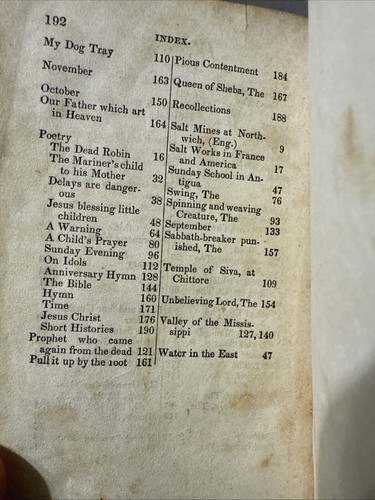 192
INDEX.
My Dog Tray 110
November 163
October 150
Our Father which art
in Heaven 164
Poetry
The Dead Robin 16
The Mariner's child
to his Mother 32
Delays are danger-
ous 38
Jesus blessing little
children 48
A Warning 64
A Child's Prayer 80
Sunday Evening 96
On Idols 112
Anniversary Hymn 128
The Bible 144
Hymn 160
Time 171
Jesus Christ 176
Short Histories 190
Prophet who came
again from the dead 121
Pull it up by the root 161
Pious Contentment 184
Queen of Sheba, The 167
Recollections 188
Salt Mines at North-
wich, (Eng.) 9
Salt Works in France
and America 17
Sunday School in An-
tigua 47
Swing, The 76
Spinning and weaving
Creature, The 93
September 133
Sabbath-breaker pun-
ished, The 157
Temple of Siva, at
Chittore 109
Unbelieving Lord, The 154
Valley of the Missis-
sippi 127, 140
Water in the East 47